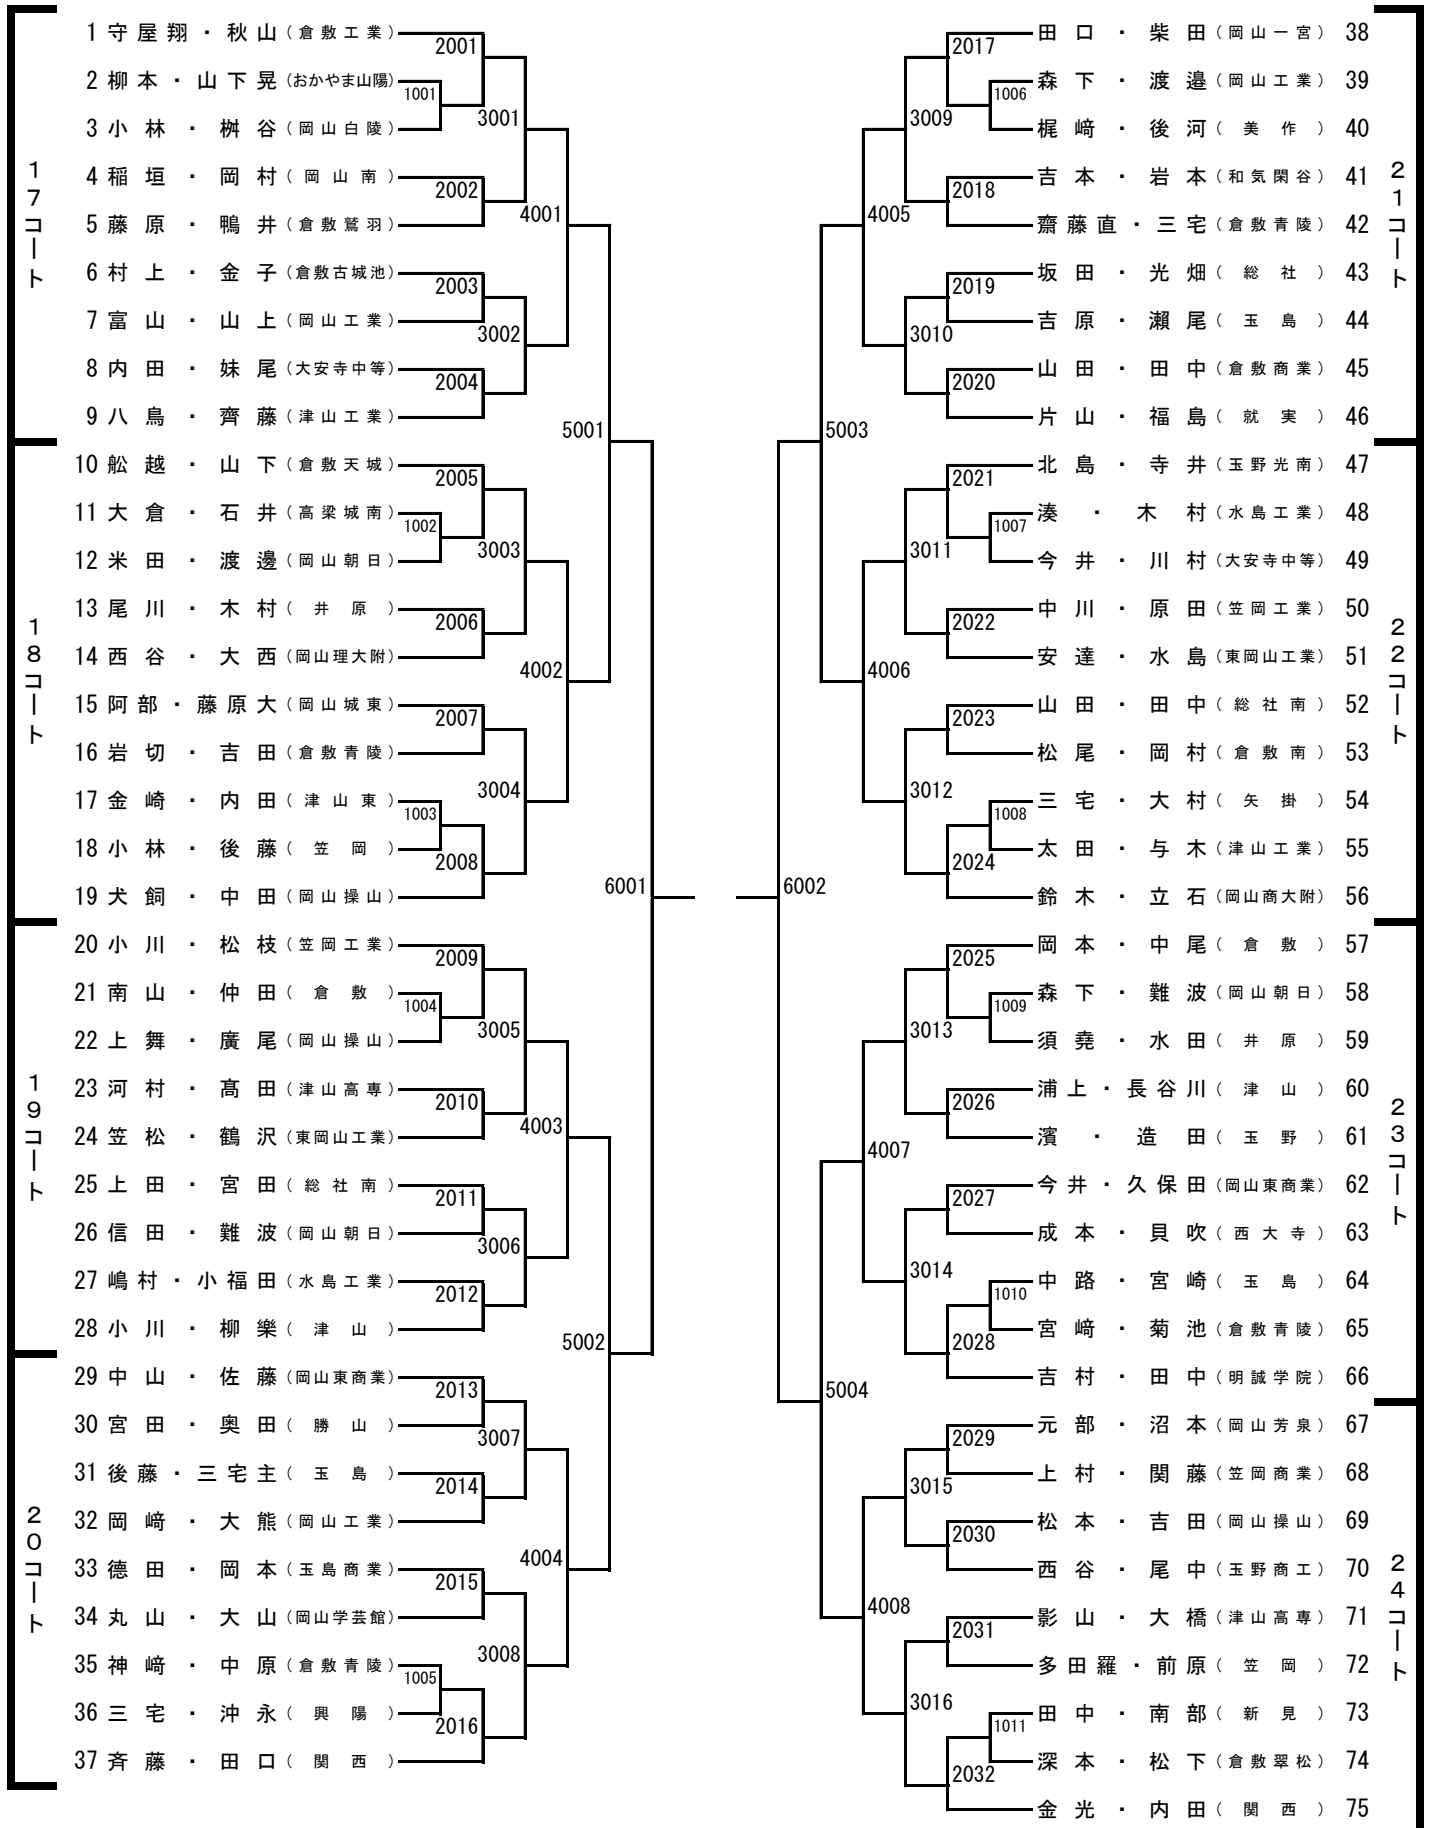 17コート
1 守屋翔・秋山（倉敷工業）
2 柳本・山下晃（おかやま山陽）
3 小林・桝谷（岡山白陵）
4 稲垣・岡村（岡山南）
5 藤原・鴨井（倉敷鷲羽）
6 村上・金子（倉敷古城池）
7 富山・山上（岡山工業）
8 内田・妹尾（大安寺中等）
9 八鳥・齊藤（津山工業）
18コート
10 舩越・山下（倉敷天城）
11 大倉・石井（高梁城南）
12 米田・渡邊（岡山朝日）
13 尾川・木村（井原）
14 西谷・大西（岡山理大附）
15 阿部・藤原大（岡山城東）
16 岩切・吉田（倉敷青陵）
17 金崎・内田（津山東）
18 小林・後藤（笠岡）
19 犬飼・中田（岡山操山）
19コート
20 小川・松枝（笠岡工業）
21 南山・仲田（倉敷）
22 上舞・廣尾（岡山操山）
23 河村・髙田（津山高専）
24 笠松・鶴沢（東岡山工業）
25 上田・宮田（総社南）
26 信田・難波（岡山朝日）
27 嶋村・小福田（水島工業）
28 小川・柳樂（津山）
20コート
29 中山・佐藤（岡山東商業）
30 宮田・奥田（勝山）
31 後藤・三宅主（玉島）
32 岡﨑・大熊（岡山工業）
33 德田・岡本（玉島商業）
34 丸山・大山（岡山学芸館）
35 神﨑・中原（倉敷青陵）
36 三宅・沖永（興陽）
37 斉藤・田口（関西）
1001
1002
1003
1004
1005
2001
2002
2003
2004
2005
2006
2007
2008
2009
2010
2011
2012
2013
2014
2015
2016
3001
3002
3003
3004
3005
3006
3007
3008
4001
4002
4003
4004
5001
5002
6001
6002
5003
5004
4005
4006
4007
4008
3009
3010
3011
3012
3013
3014
3015
3016
2017
2018
2019
2020
2021
2022
2023
2024
2025
2026
2027
2028
2029
2030
2031
2032
1006
1007
1008
1009
1010
1011
21コート
田口・柴田（岡山一宮） 38
森下・渡邉（岡山工業） 39
梶﨑・後河（美作） 40
吉本・岩本（和気閑谷） 41
齋藤直・三宅（倉敷青陵） 42
坂田・光畑（総社） 43
吉原・瀬尾（玉島） 44
山田・田中（倉敷商業） 45
片山・福島（就実） 46
22コート
北島・寺井（玉野光南） 47
湊・木村（水島工業） 48
今井・川村（大安寺中等） 49
中川・原田（笠岡工業） 50
安達・水島（東岡山工業） 51
山田・田中（総社南） 52
松尾・岡村（倉敷南） 53
三宅・大村（矢掛） 54
太田・与木（津山工業） 55
鈴木・立石（岡山商大附） 56
23コート
岡本・中尾（倉敷） 57
森下・難波（岡山朝日） 58
須堯・水田（井原） 59
浦上・長谷川（津山） 60
濱・造田（玉野） 61
今井・久保田（岡山東商業） 62
成本・貝吹（西大寺） 63
中路・宮崎（玉島） 64
宮﨑・菊池（倉敷青陵） 65
吉村・田中（明誠学院） 66
24コート
元部・沼本（岡山芳泉） 67
上村・関藤（笠岡商業） 68
松本・吉田（岡山操山） 69
西谷・尾中（玉野商工） 70
影山・大橋（津山高専） 71
多田羅・前原（笠岡） 72
田中・南部（新見） 73
深本・松下（倉敷翠松） 74
金光・内田（関西） 75